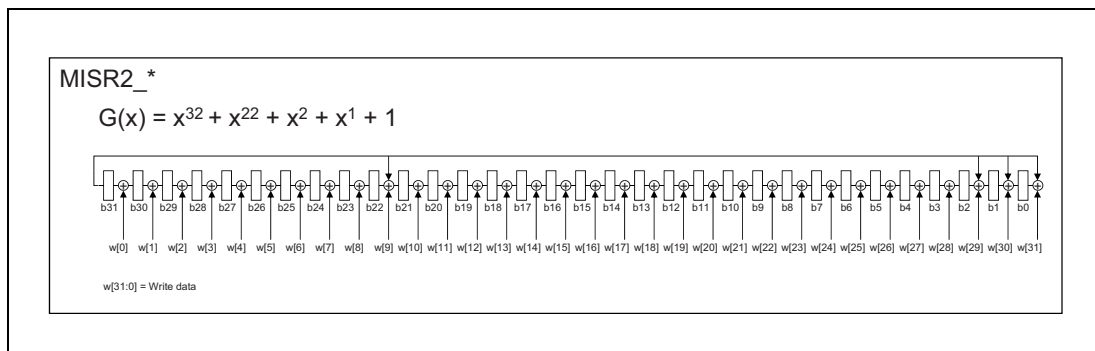 MISR2_*
G(x) = x³² + x²² + x² + x¹ + 1
b31 b30 b29 b28 b27 b26 b25 b24 b23 b22 b21 b20 b19 b18 b17 b16 b15 b14 b13 b12 b11 b10 b9 b8 b7 b6 b5 b4 b3 b2 b1 b0
w[0] w[1] w[2] w[3] w[4] w[5] w[6] w[7] w[8] w[9] w[10] w[11] w[12] w[13] w[14] w[15] w[16] w[17] w[18] w[19] w[20] w[21] w[22] w[23] w[24] w[25] w[26] w[27] w[28] w[29] w[30] w[31]
w[31:0] = Write data